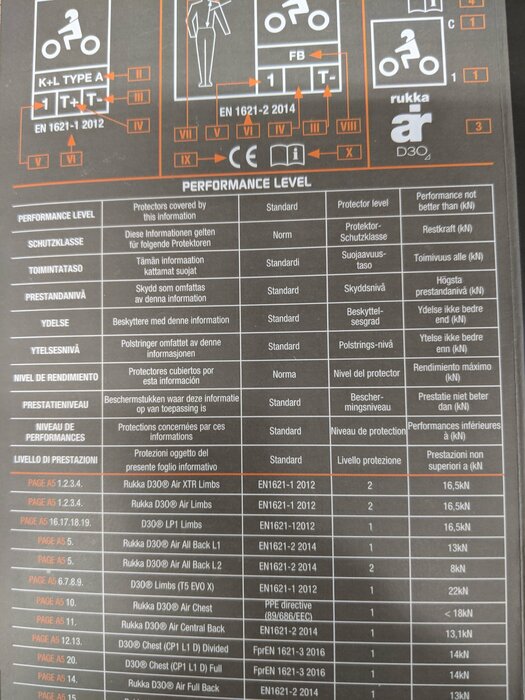 K+L TYPE A II
1 T+ T- III
EN 1621-1 2012 IV
V VI
FB
1 T-
EN 1621-2 2014
VII V VI IV III VIII
IX CE X
C 1
1 1
rukka
air
D3O
3
PERFORMANCE LEVEL
PERFORMANCE LEVEL Protectors covered by this information Standard Protector level Performance not better than (kN)
SCHUTZKLASSE Diese Informationen gelten für folgende Protektoren Norm Protektor-Schutzklasse Restkraft (kN)
TOIMINTATASO Tämän informaation kattamat suojat Standardi Suojaavuus-taso Toimivuus alle (kN)
PRESTANDANIVÅ Skydd som omfattas av denna information Standard Skyddsnivå Högsta prestandanivå (kN)
YDELSE Beskyttere med denne information Standard Beskyttel-sesgrad Ydelse ikke bedre end (kN)
YTELSESNIVÅ Polstringer omfattet av denne informasjonen Standard Polstrings-nivå Ytelse ikke bedre enn (kN)
NIVEL DE RENDIMIENTO Protectores cubiertos por esta información Norma Nivel del protector Rendimiento máximo (kN)
PRESTATIENIVEAU Beschermstukken waar deze informatie op van toepassing is Standard Bescher-mingsniveau Prestatie niet beter dan (kN)
NIVEAU DE PERFORMANCES Protections concernées par ces informations Standard Niveau de protection Performances inférieures à (kN)
LIVELLO DI PRESTAZIONI Protezioni oggetto del presente foglio informativo Standard Livello protezione Prestazioni non superiori a (kN
PAGE A5 1.2.3.4. Rukka D30® Air XTR Limbs EN1621-1 2012 2 16,5kN
PAGE A5 1.2.3.4. Rukka D30® Air Limbs EN1621-1 2012 2 16,5kN
PAGE A5 16.17.18.19. D30® LP1 Limbs EN1621-12012 1 16,5kN
PAGE A5 5. Rukka D30® Air All Back L1 EN1621-2 2014 1 13kN
PAGE A5 5. Rukka D30® Air All Back L.2 EN1621-2 2014 2 8kN
PAGE A5 6.7.8.9. D30® Limbs (T5 EVO X) EN1621-1 2012 1 22kN
PAGE A5 10. Rukka D30® Air Chest PPE directive (89/686/EEC) 1 < 18kN
PAGE A5 11. Rukka D30® Air Central Back EN1621-2 2014 1 13,1kN
PAGE A5 12.13. D30® Chest (CP1 L1 D) Divided FprEN 1621-3 2016 1 14kN
PAGE A5 20. D30® Chest (CP1 L1 D) Full FprEN 1621-3 2016 1 14kN
PAGE A5 14. Rukka D30® Air Full Back EN1621-2 2014 1 13kN
PAGE A5 15.